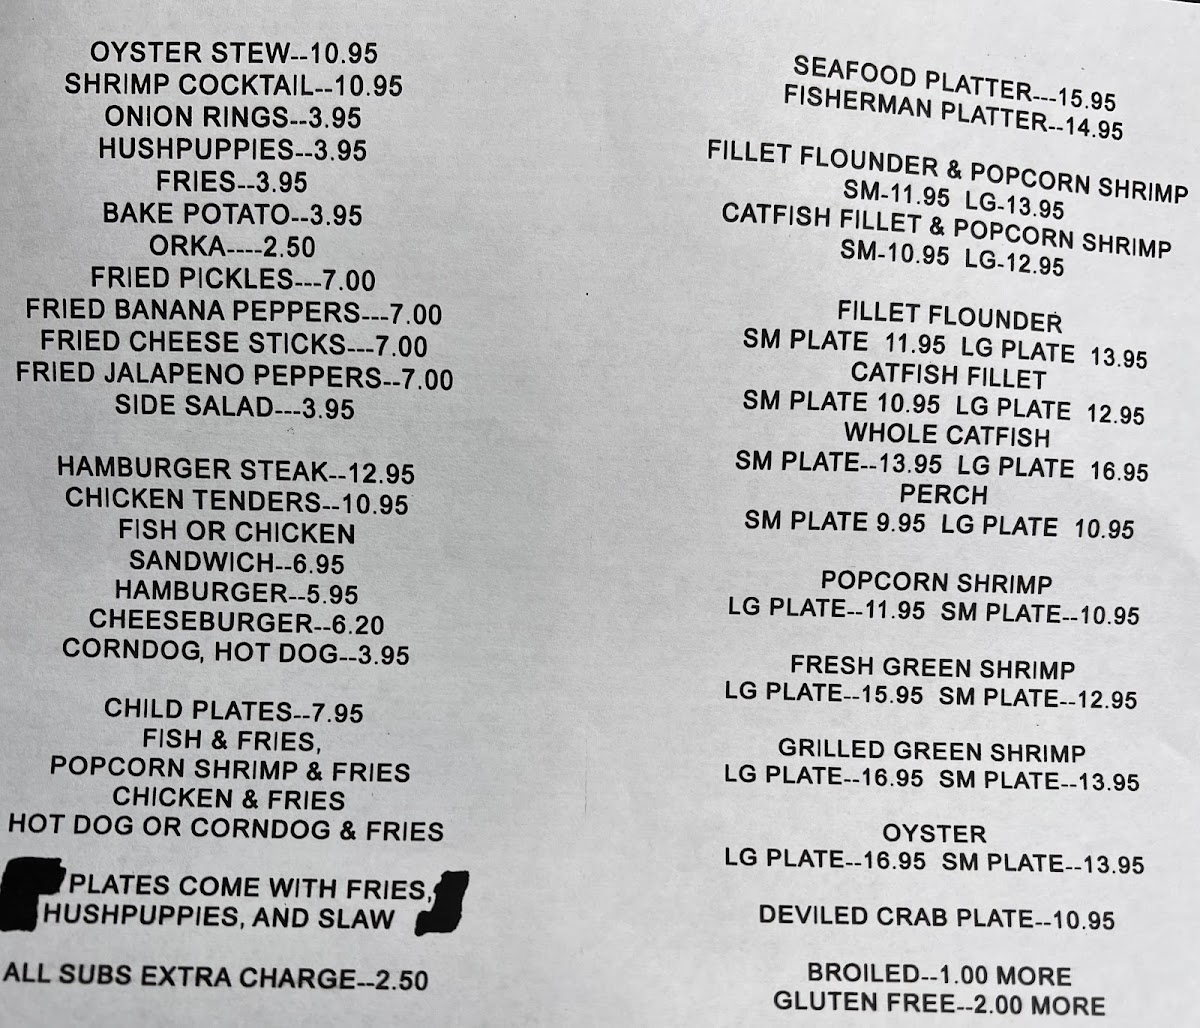 OYSTER STEW--10.95
SHRIMP COCKTAIL--10.95
ONION RINGS--3.95
HUSHPUPPIES--3.95
FRIES--3.95
BAKE POTATO--3.95
ORKA----2.50
FRIED PICKLES---7.00
FRIED BANANA PEPPERS---7.00
FRIED CHEESE STICKS---7.00
FRIED JALAPENO PEPPERS--7.00
SIDE SALAD---3.95
HAMBURGER STEAK--12.95
CHICKEN TENDERS--10.95
FISH OR CHICKEN
SANDWICH--6.95
HAMBURGER--5.95
CHEESEBURGER--6.20
CORNDOG, HOT DOG--3.95
CHILD PLATES--7.95
FISH & FRIES,
POPCORN SHRIMP & FRIES
CHICKEN & FRIES
HOT DOG OR CORNDOG & FRIES
PLATES COME WITH FRIES,
HUSHPUPPIES, AND SLAW
ALL SUBS EXTRA CHARGE--2.50
SEAFOOD PLATTER---15.95
FISHERMAN PLATTER--14.95
FILLET FLOUNDER & POPCORN SHRIMP
SM-11.95 LG-13.95
CATFISH FILLET & POPCORN SHRIMP
SM-10.95 LG-12.95
FILLET FLOUNDER
SM PLATE 11.95 LG PLATE 13.95
CATFISH FILLET
SM PLATE 10.95 LG PLATE 12.95
WHOLE CATFISH
SM PLATE--13.95 LG PLATE 16.95
PERCH
SM PLATE 9.95 LG PLATE 10.95
POPCORN SHRIMP
LG PLATE--11.95 SM PLATE--10.95
FRESH GREEN SHRIMP
LG PLATE--15.95 SM PLATE--12.95
GRILLED GREEN SHRIMP
LG PLATE--16.95 SM PLATE--13.95
OYSTER
LG PLATE--16.95 SM PLATE--13.95
DEVILED CRAB PLATE--10.95
BROILED--1.00 MORE
GLUTEN FREE--2.00 MORE